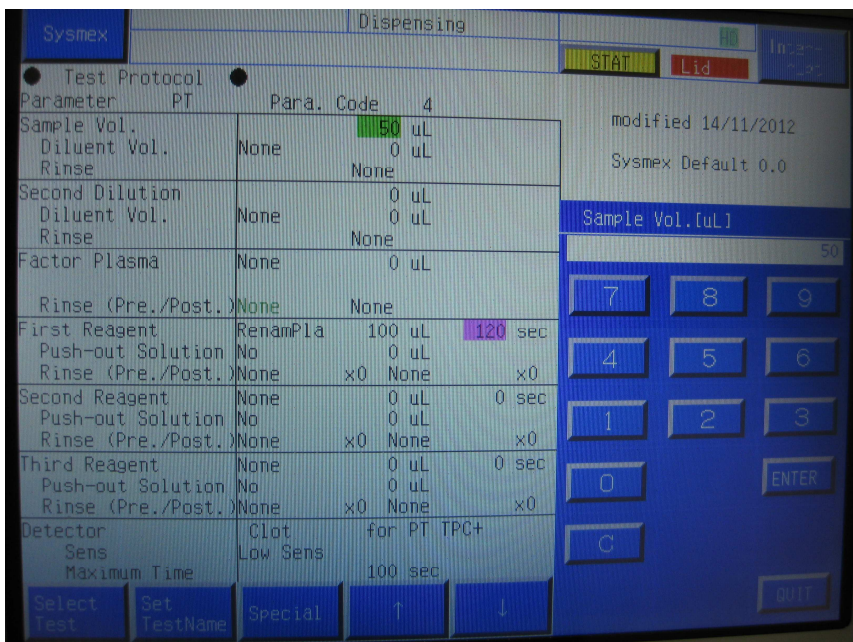 Sysmex
Dispensing
HD
STAT
Lid
Test Protocol
Parameter PT Para. Code 4
Sample Vol. 50 uL
Diluent Vol. None 0 uL
Rinse None
Second Dilution 0 uL
Diluent Vol. None 0 uL
Rinse None
Factor Plasma None 0 uL
Rinse (Pre./Post.) None None
First Reagent RenamPla 100 uL 120 sec
Push-out Solution No 0 uL
Rinse (Pre./Post.) None x0 None x0
Second Reagent None 0 uL 0 sec
Push-out Solution No 0 uL
Rinse (Pre./Post.) None x0 None x0
Third Reagent None 0 uL 0 sec
Push-out Solution No 0 uL
Rinse (Pre./Post.) None x0 None x0
Detector Clot for PT TPC+
Sens Low Sens
Maximum Time 100 sec
modified 14/11/2012
Sysmex Default 0.0
Sample Vol.[uL]
50
7 8 9
4 5 6
1 2 3
0 ENTER
C
QUIT
Select Test
Set TestName
Special
↑
↓